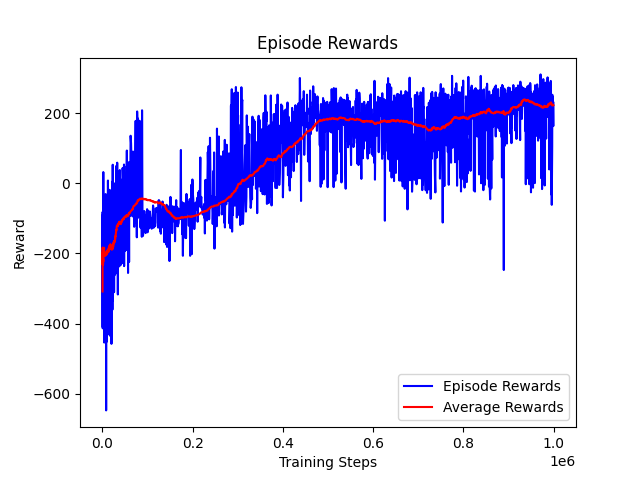 Episode Rewards
200
0
−200
−400
−600
Reward
0.0 0.2 0.4 0.6 0.8 1.0
1e6
Training Steps
Episode Rewards
Average Rewards